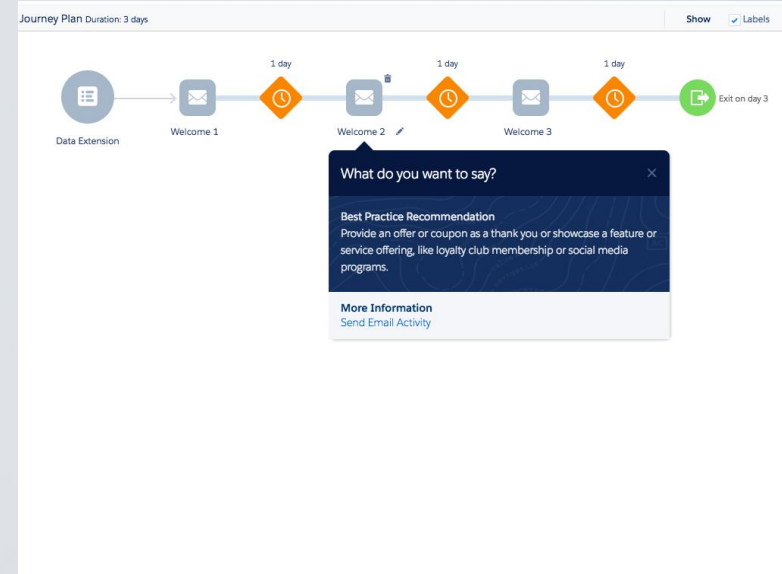 Journey Plan Duration: 3 days
Show
Labels
1 day
1 day
1 day
Exit on day 3
Data Extension
Welcome 1
Welcome 2
Welcome 3
What do you want to say?
Best Practice Recommendation
Provide an offer or coupon as a thank you or showcase a feature or
service offering, like loyalty club membership or social media
programs.
More Information
Send Email Activity